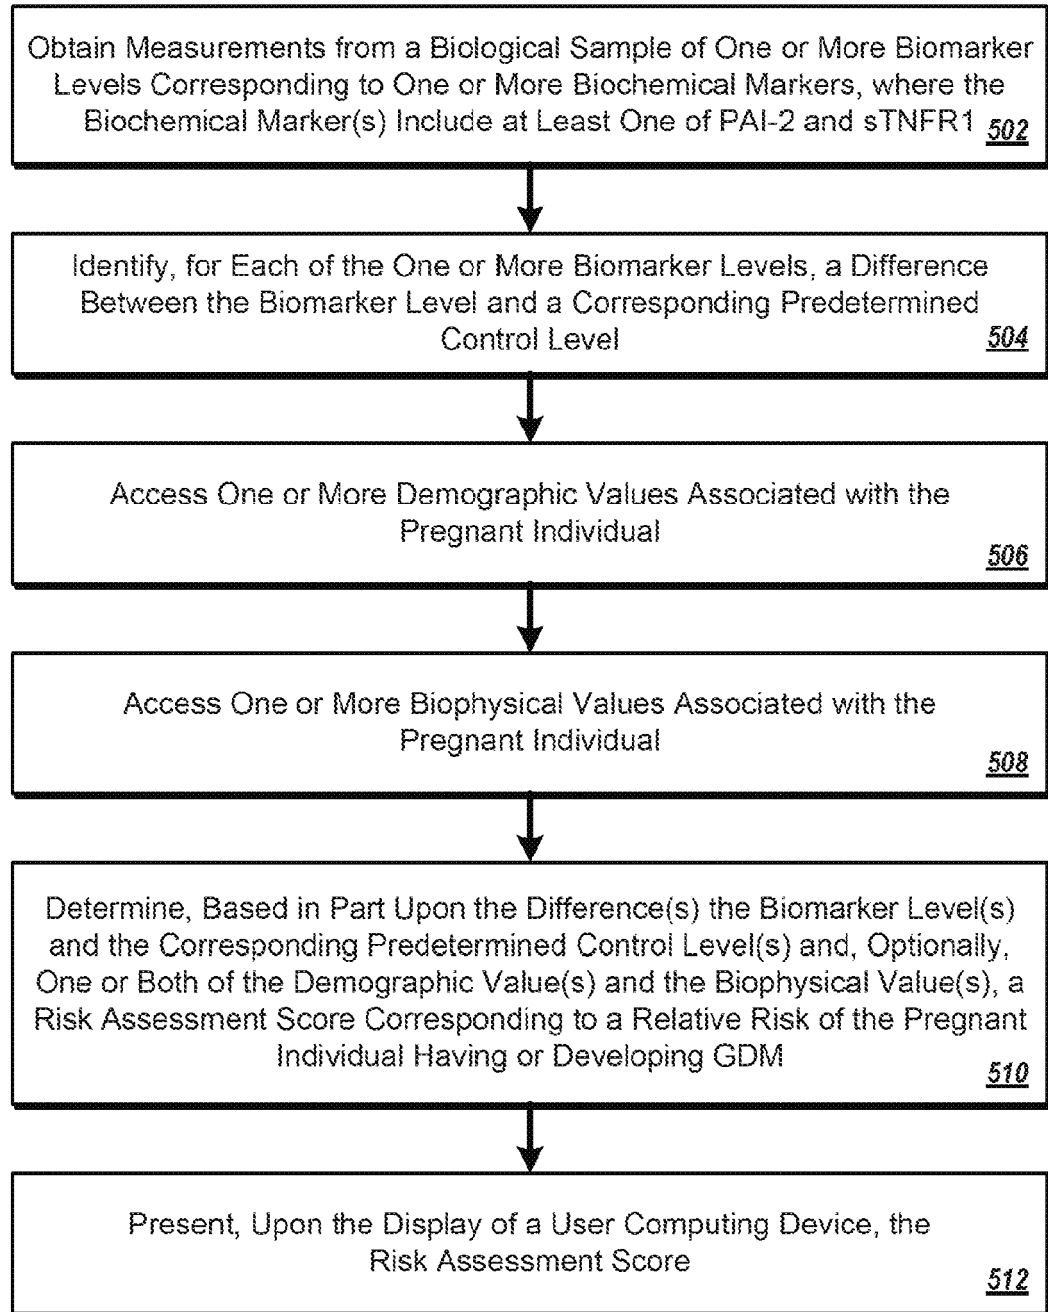 Obtain Measurements from a Biological Sample of One or More Biomarker
Levels Corresponding to One or More Biochemical Markers, where the
Biochemical Marker(s) Include at Least One of PAI-2 and sTNFR1 502
Identify, for Each of the One or More Biomarker Levels, a Difference
Between the Biomarker Level and a Corresponding Predetermined
Control Level 504
Access One or More Demographic Values Associated with the
Pregnant Individual
506
Access One or More Biophysical Values Associated with the
Pregnant Individual
508
Determine, Based in Part Upon the Difference(s) the Biomarker Level(s)
and the Corresponding Predetermined Control Level(s) and, Optionally,
One or Both of the Demographic Value(s) and the Biophysical Value(s), a
Risk Assessment Score Corresponding to a Relative Risk of the Pregnant
Individual Having or Developing GDM
510
Present, Upon the Display of a User Computing Device, the
Risk Assessment Score
512